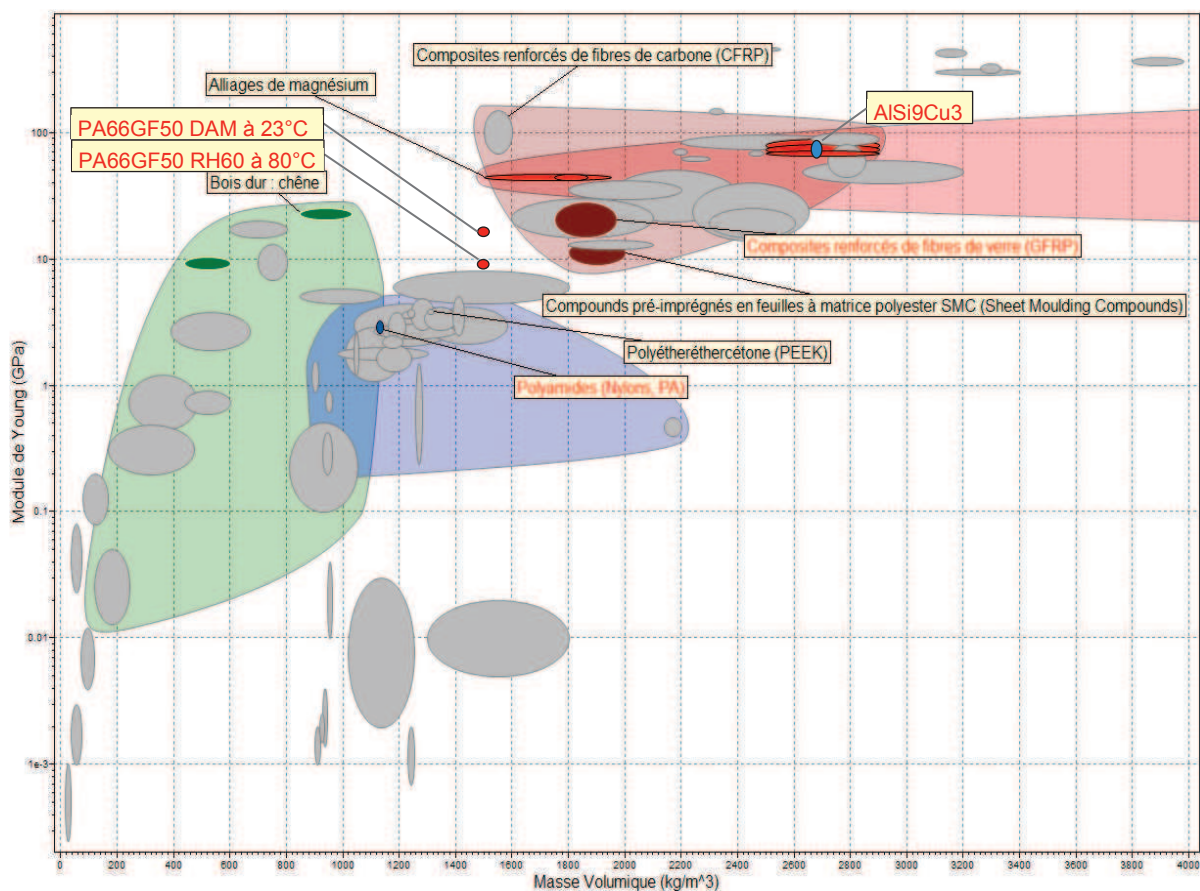 Composites renforcés de fibres de carbone (CFRP)
Alliages de magnésium
AlSi9Cu3
PA66GF50 DAM à 23°C
PA66GF50 RH60 à 80°C
Bois dur : chêne
Composites renforcés de fibres de verre (GFRP)
Compounds pré-imprégnés en feuilles à matrice polyester SMC (Sheet Moulding Compounds)
Polyétheréthercétone (PEEK)
Polyamides (Nylons, PA)
Module de Young (GPa)
100
10
1
0.1
0.01
1e-3
0 200 400 600 800 1000 1200 1400 1600 1800 2000 2200 2400 2600 2800 3000 3200 3400 3600 3800 4000
Masse Volumique (kg/m^3)